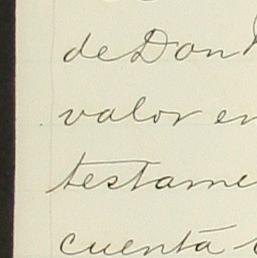 de Don
valor en
testame
cuenta